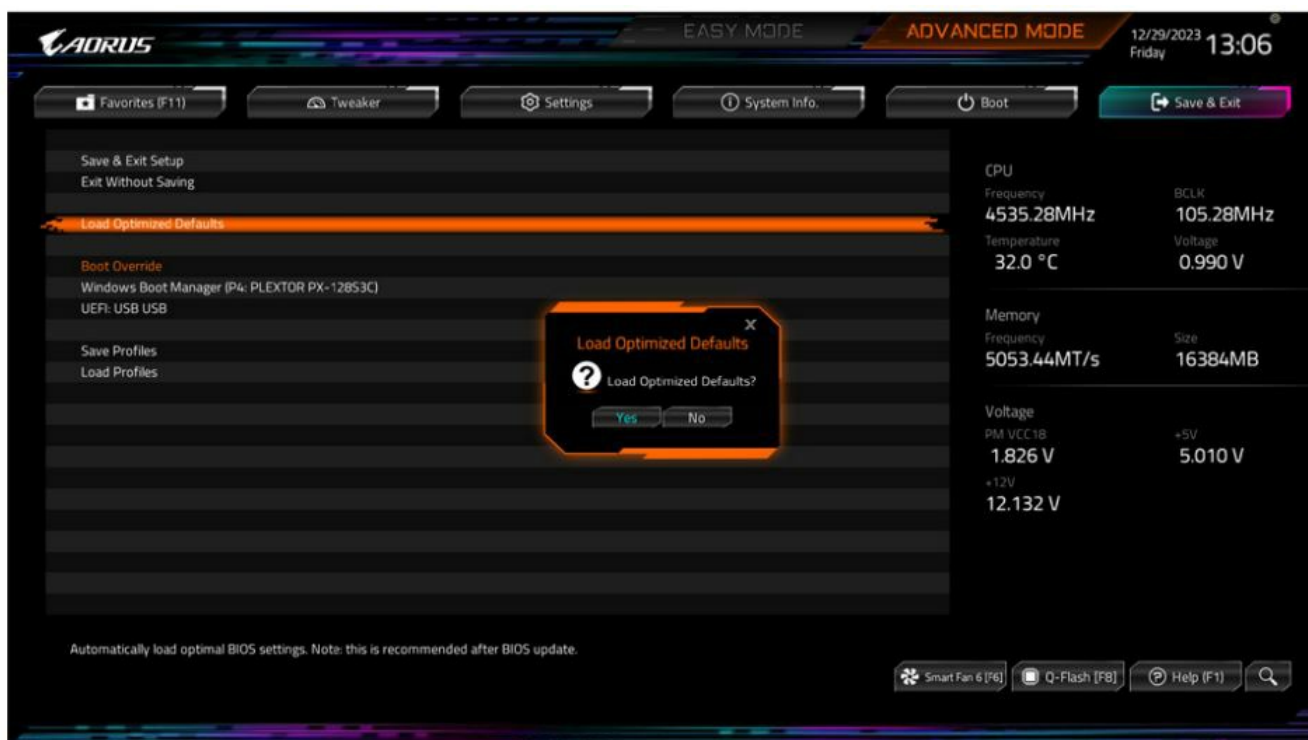 AORUS
EASY MODE
ADVANCED MODE
12/29/2023
Friday
13:06
Favorites (F11)
Tweaker
Settings
System Info.
Boot
Save & Exit
Save & Exit Setup
Exit Without Saving
Load Optimized Defaults
Boot Override
Windows Boot Manager (P4: PLEXTOR PX-128S3C)
UEFI: USB USB
Save Profiles
Load Profiles
Load Optimized Defaults
Load Optimized Defaults?
Yes No
CPU
Frequency BCLK
4535.28MHz 105.28MHz
Temperature Voltage
32.0 °C 0.990 V
Memory
Frequency Size
5053.44MT/s 16384MB
Voltage
PM VCC18 +5V
1.826 V 5.010 V
+12V
12.132 V
Automatically load optimal BIOS settings. Note: this is recommended after BIOS update.
Smart Fan 6 [F6]
Q-Flash [F8]
Help (F1)